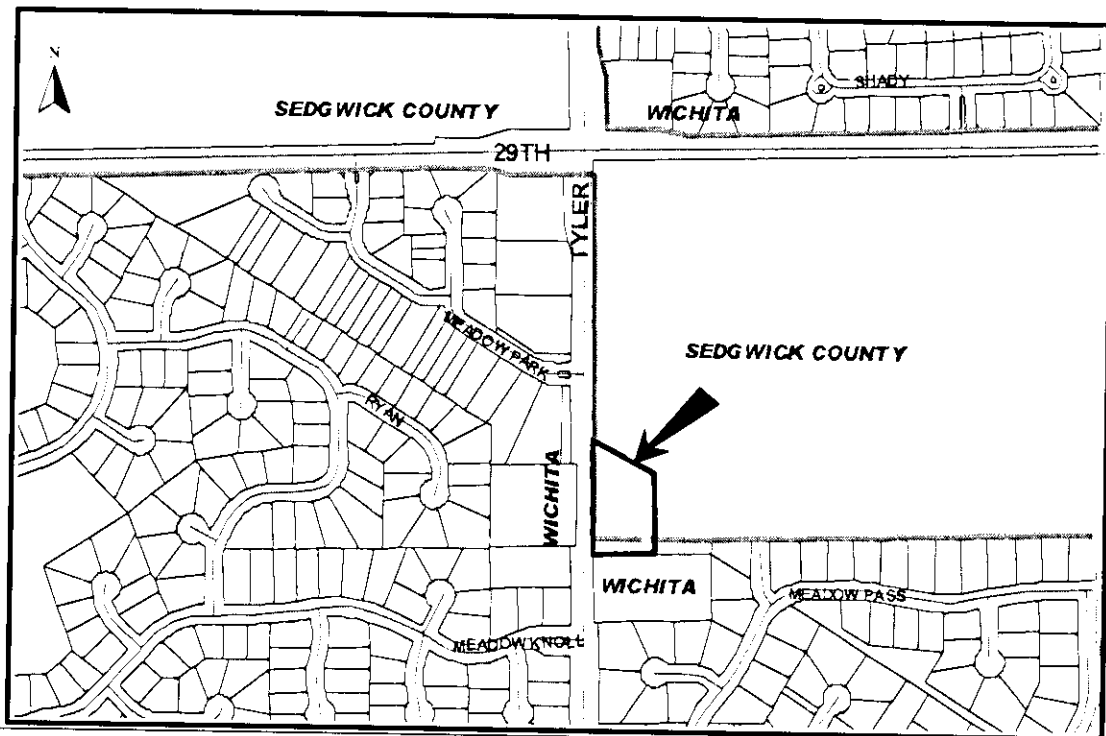 N
SEDGWICK COUNTY
WICHITA
SHADY
29TH
TYLER
MEADOW PARK
SEDGWICK COUNTY
RYAN
WICHITA
WICHITA
MEADOW PASS
MEADOW KNOLL